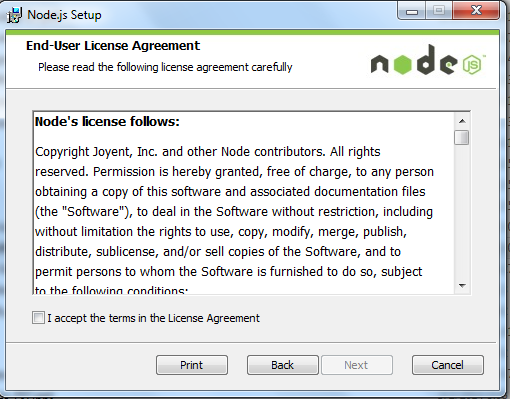 Node.js Setup
End-User License Agreement
Please read the following license agreement carefully
node
JS
Node's license follows:
Copyright Joyent, Inc. and other Node contributors. All rights
reserved. Permission is hereby granted, free of charge, to any person
obtaining a copy of this software and associated documentation files
(the "Software"), to deal in the Software without restriction, including
without limitation the rights to use, copy, modify, merge, publish,
distribute, sublicense, and/or sell copies of the Software, and to
permit persons to whom the Software is furnished to do so, subject
to the following conditions:
I accept the terms in the License Agreement
Print Back Next Cancel